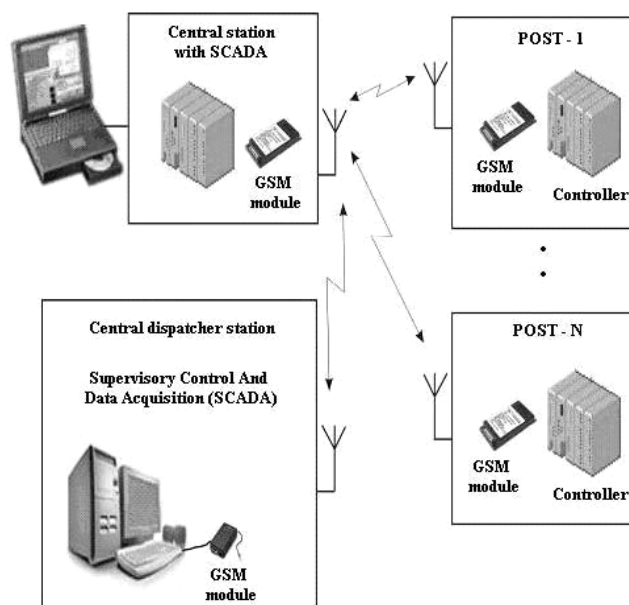 Central station
with SCADA
GSM
module
POST - 1
GSM
module
Controller
Central dispatcher station
Supervisory Control And
Data Acquisition (SCADA)
GSM
module
POST - N
GSM
module
Controller